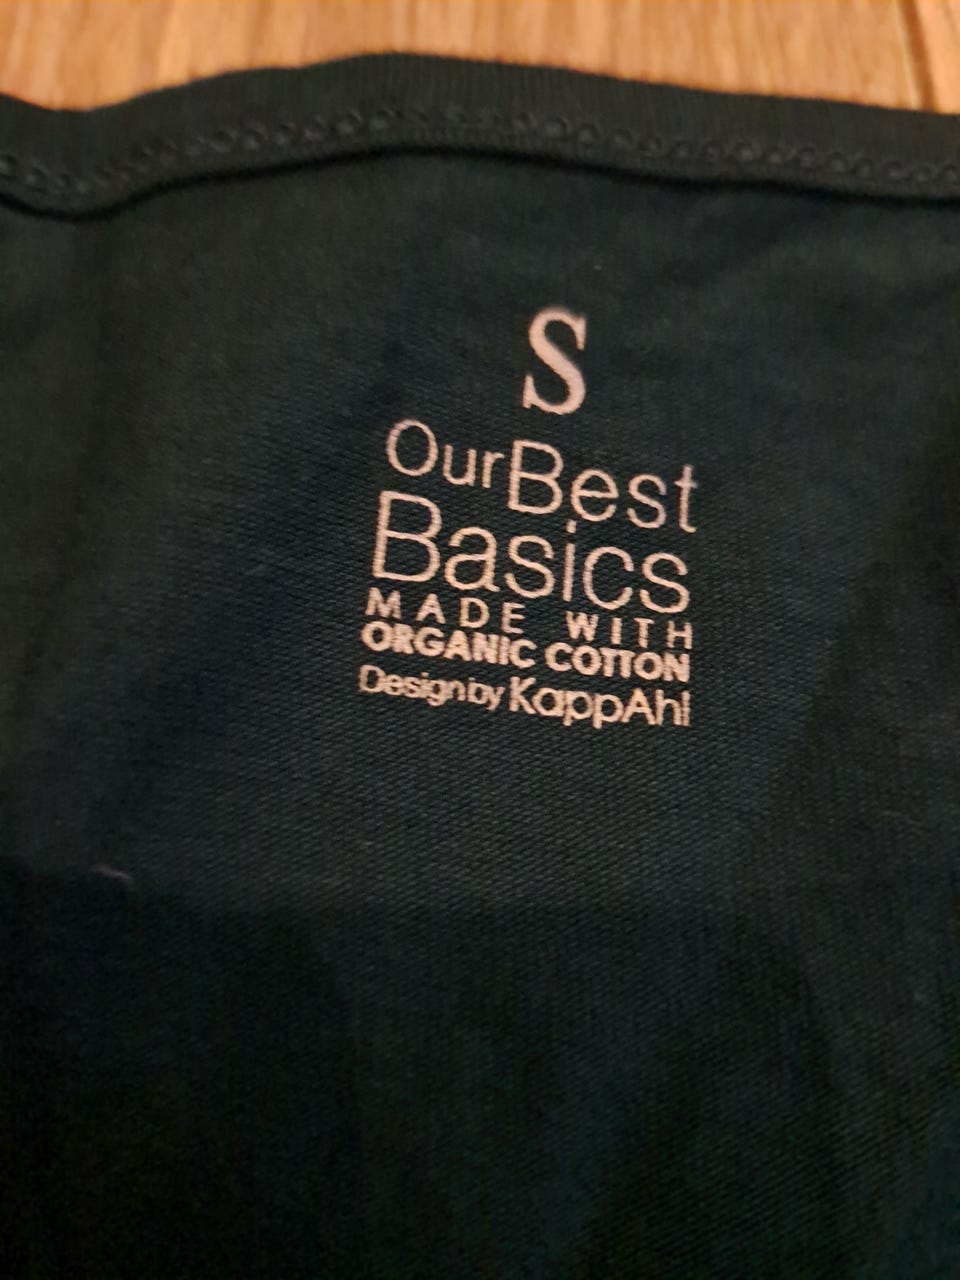 S
OurBest
Basics
MADE WITH
ORGANIC COTTON
Design by KappAhl